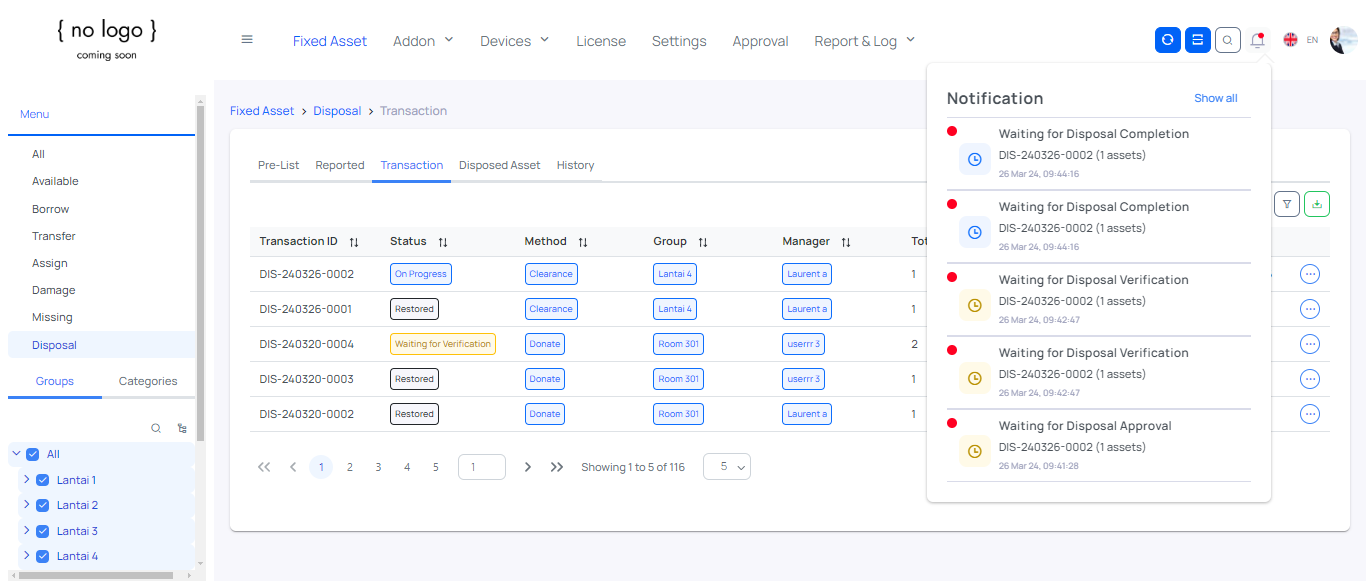 { no logo }
coming soon
Fixed Asset Addon Devices License Settings Approval Report & Log EN
Menu
All
Available
Borrow
Transfer
Assign
Damage
Missing
Disposal
Groups Categories
All
Lantai 1
Lantai 2
Lantai 3
Lantai 4
Fixed Asset > Disposal > Transaction
Pre-List Reported Transaction Disposed Asset History
Transaction ID Status Method Group Manager Tot
DIS-240326-0002 On Progress Clearance Lantai 4 Laurent a 1
DIS-240326-0001 Restored Clearance Lantai 4 Laurent a 1
DIS-240320-0004 Waiting for Verification Donate Room 301 userrr 3 2
DIS-240320-0003 Restored Donate Room 301 userrr 3 1
DIS-240320-0002 Restored Donate Room 301 Laurent a 1
1 2 3 4 5 1 Showing 1 to 5 of 116 5
Notification Show all
Waiting for Disposal Completion
DIS-240326-0002 (1 assets)
26 Mar 24, 09:44:16
Waiting for Disposal Completion
DIS-240326-0002 (1 assets)
26 Mar 24, 09:44:16
Waiting for Disposal Verification
DIS-240326-0002 (1 assets)
26 Mar 24, 09:42:47
Waiting for Disposal Verification
DIS-240326-0002 (1 assets)
26 Mar 24, 09:42:47
Waiting for Disposal Approval
DIS-240326-0002 (1 assets)
26 Mar 24, 09:41:28